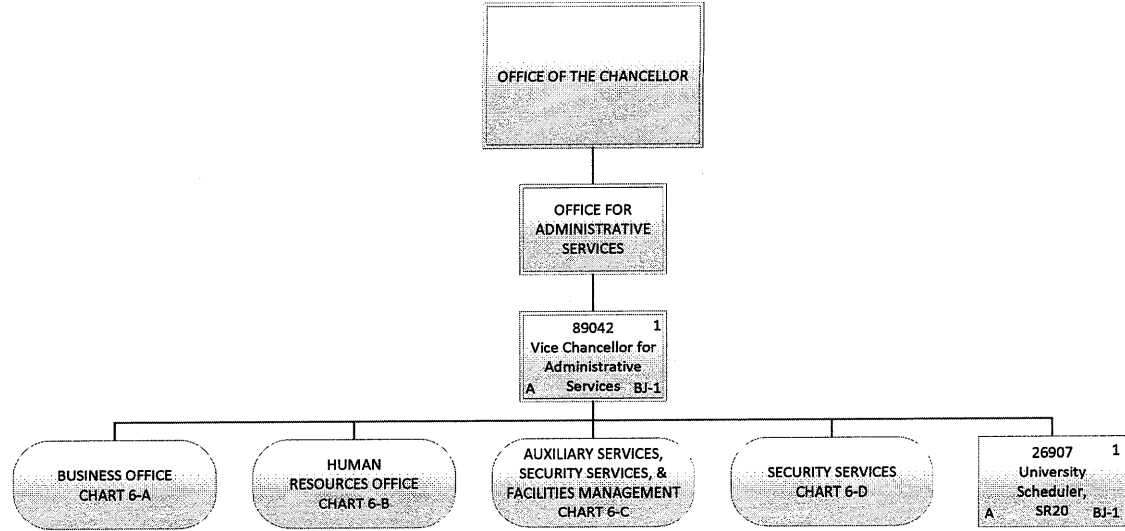 OFFICE OF THE CHANCELLOR
OFFICE FOR
ADMINISTRATIVE
SERVICES
89042 1
Vice Chancellor for
Administrative
A Services BJ-1
BUSINESS OFFICE
CHART 6-A
HUMAN
RESOURCES OFFICE
CHART 6-B
AUXILIARY SERVICES,
SECURITY SERVICES, &
FACILITIES MANAGEMENT
CHART 6-C
SECURITY SERVICES
CHART 6-D
26907 1
University
Scheduler,
A SR20 BJ-1